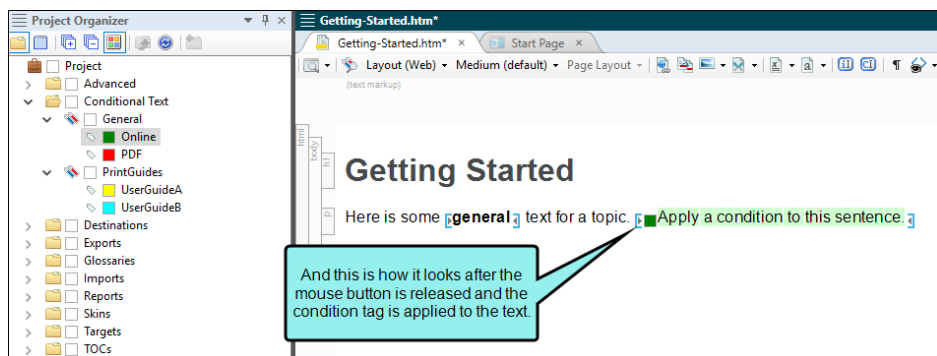 Project Organizer
Project
Advanced
Conditional Text
General
Online
PDF
PrintGuides
UserGuideA
UserGuideB
Destinations
Exports
Glossaries
Imports
Reports
Skins
Targets
TOCs
Getting-Started.htm*
Getting-Started.htm* × Start Page ×
Layout (Web) Medium (default) Page Layout
(text markup)
html
body
h1
Getting Started
p
Here is some general text for a topic. Apply a condition to this sentence.
And this is how it looks after the
mouse button is released and the
condition tag is applied to the text.